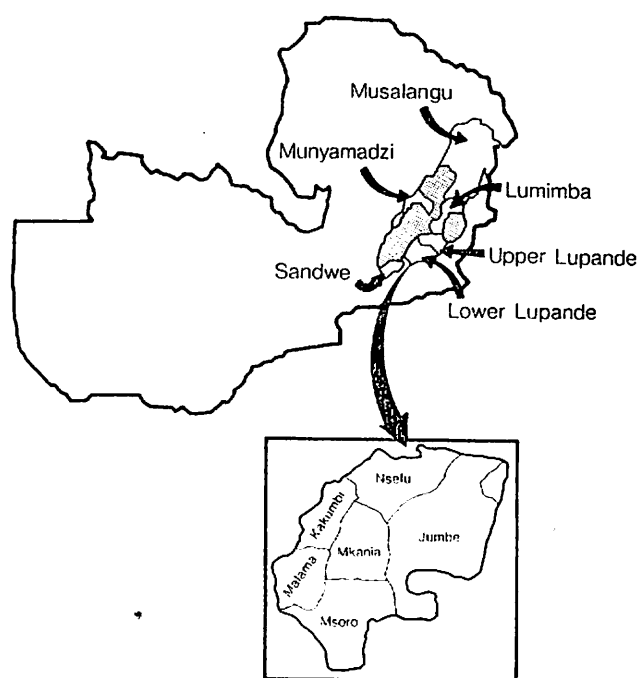 Musalangu
Munyamadzi
Lumimba
Upper Lupande
Sandwe
Lower Lupande
Nsefu
Kakumbi
Jumbe
Mkania
Malama
Msoro